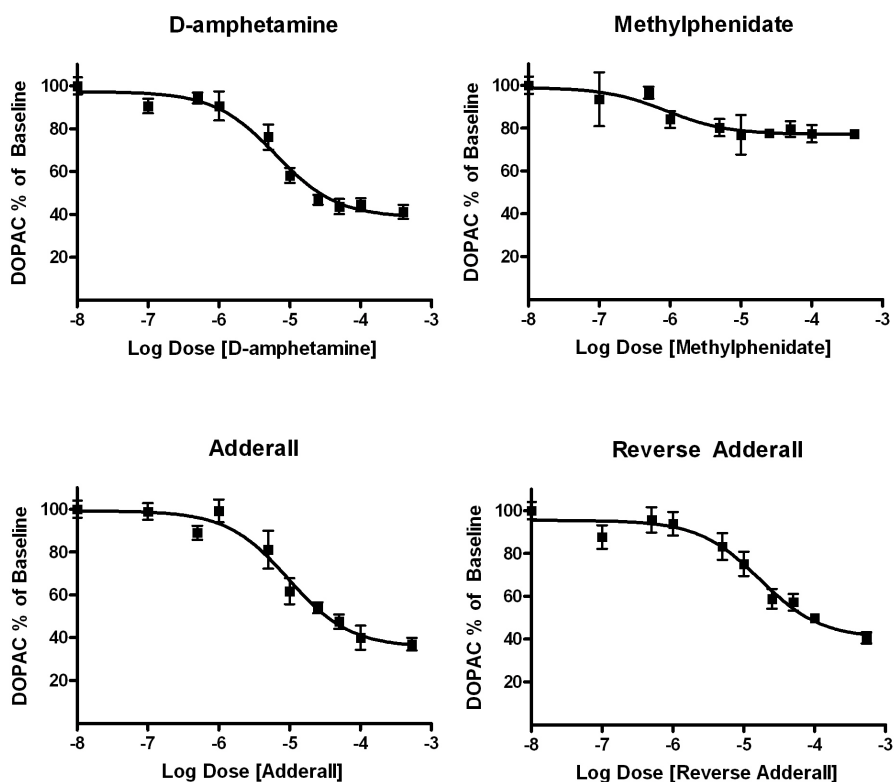 D-amphetamine
DOPAC % of Baseline
100
80
60
40
20
-8 -7 -6 -5 -4 -3
Log Dose [D-amphetamine]
Methylphenidate
DOPAC % of Baseline
100
80
60
40
20
-8 -7 -6 -5 -4 -3
Log Dose [Methylphenidate]
Adderall
DOPAC % of Baseline
100
80
60
40
20
-8 -7 -6 -5 -4 -3
Log Dose [Adderall]
Reverse Adderall
DOPAC % of Baseline
100
80
60
40
20
-8 -7 -6 -5 -4 -3
Log Dose [Reverse Adderall]